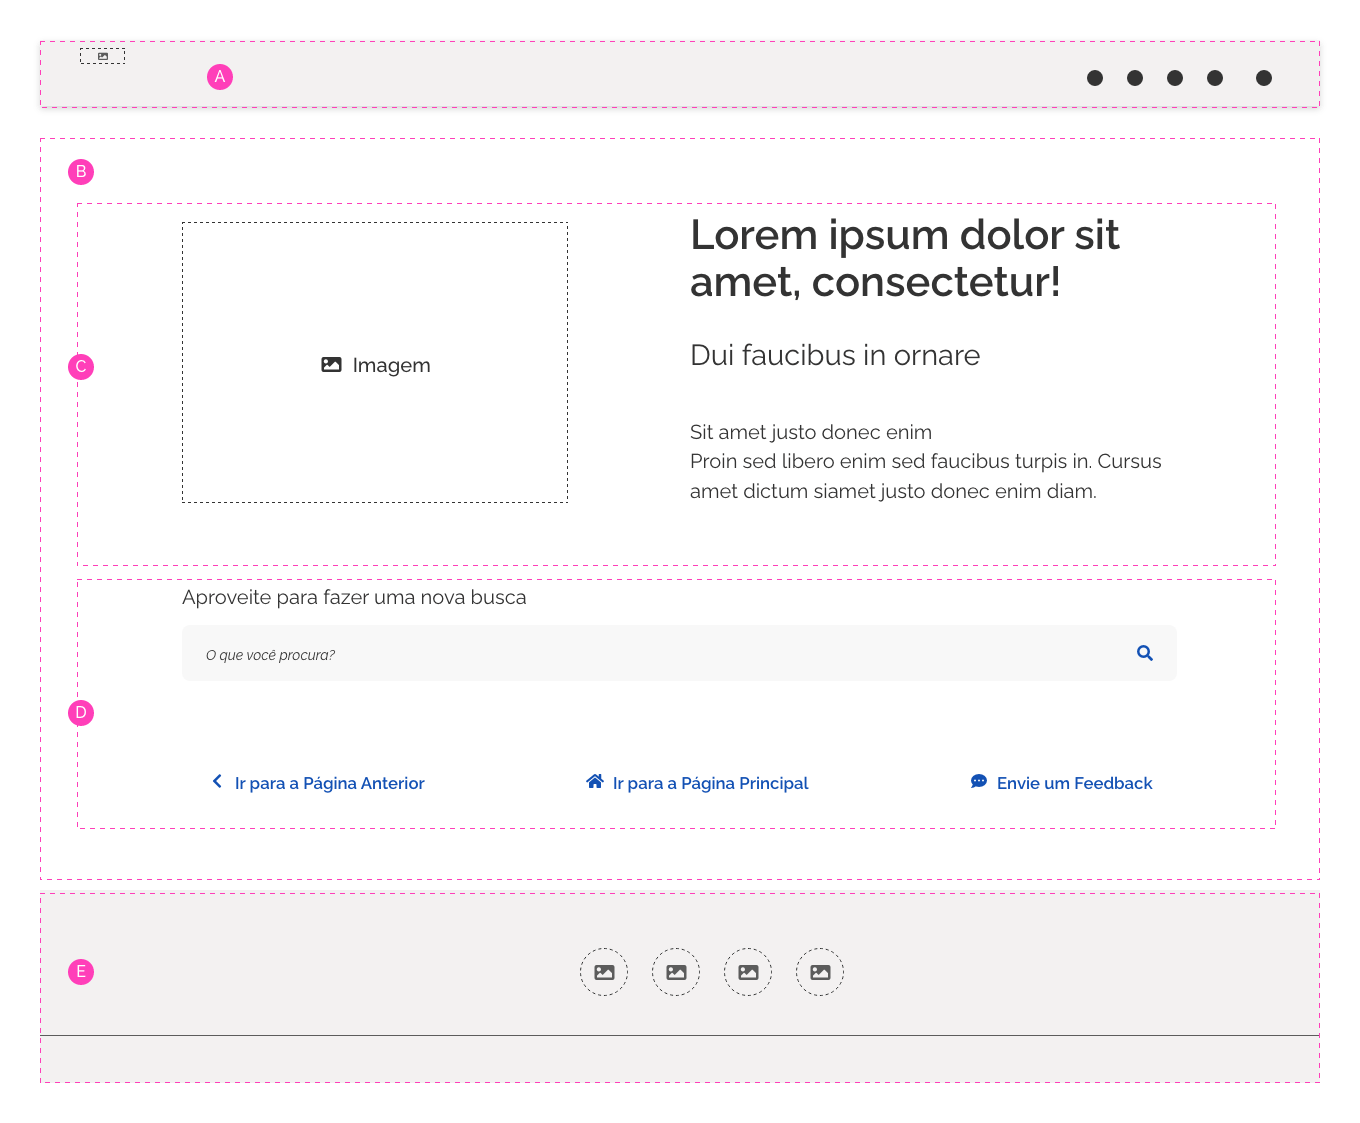 A
B
Lorem ipsum dolor sit
amet, consectetur!
C
Imagem
Dui faucibus in ornare
Sit amet justo donec enim
Proin sed libero enim sed faucibus turpis in. Cursus
amet dictum siamet justo donec enim diam.
Aproveite para fazer uma nova busca
O que você procura?
D
Ir para a Página Anterior
Ir para a Página Principal
Envie um Feedback
E